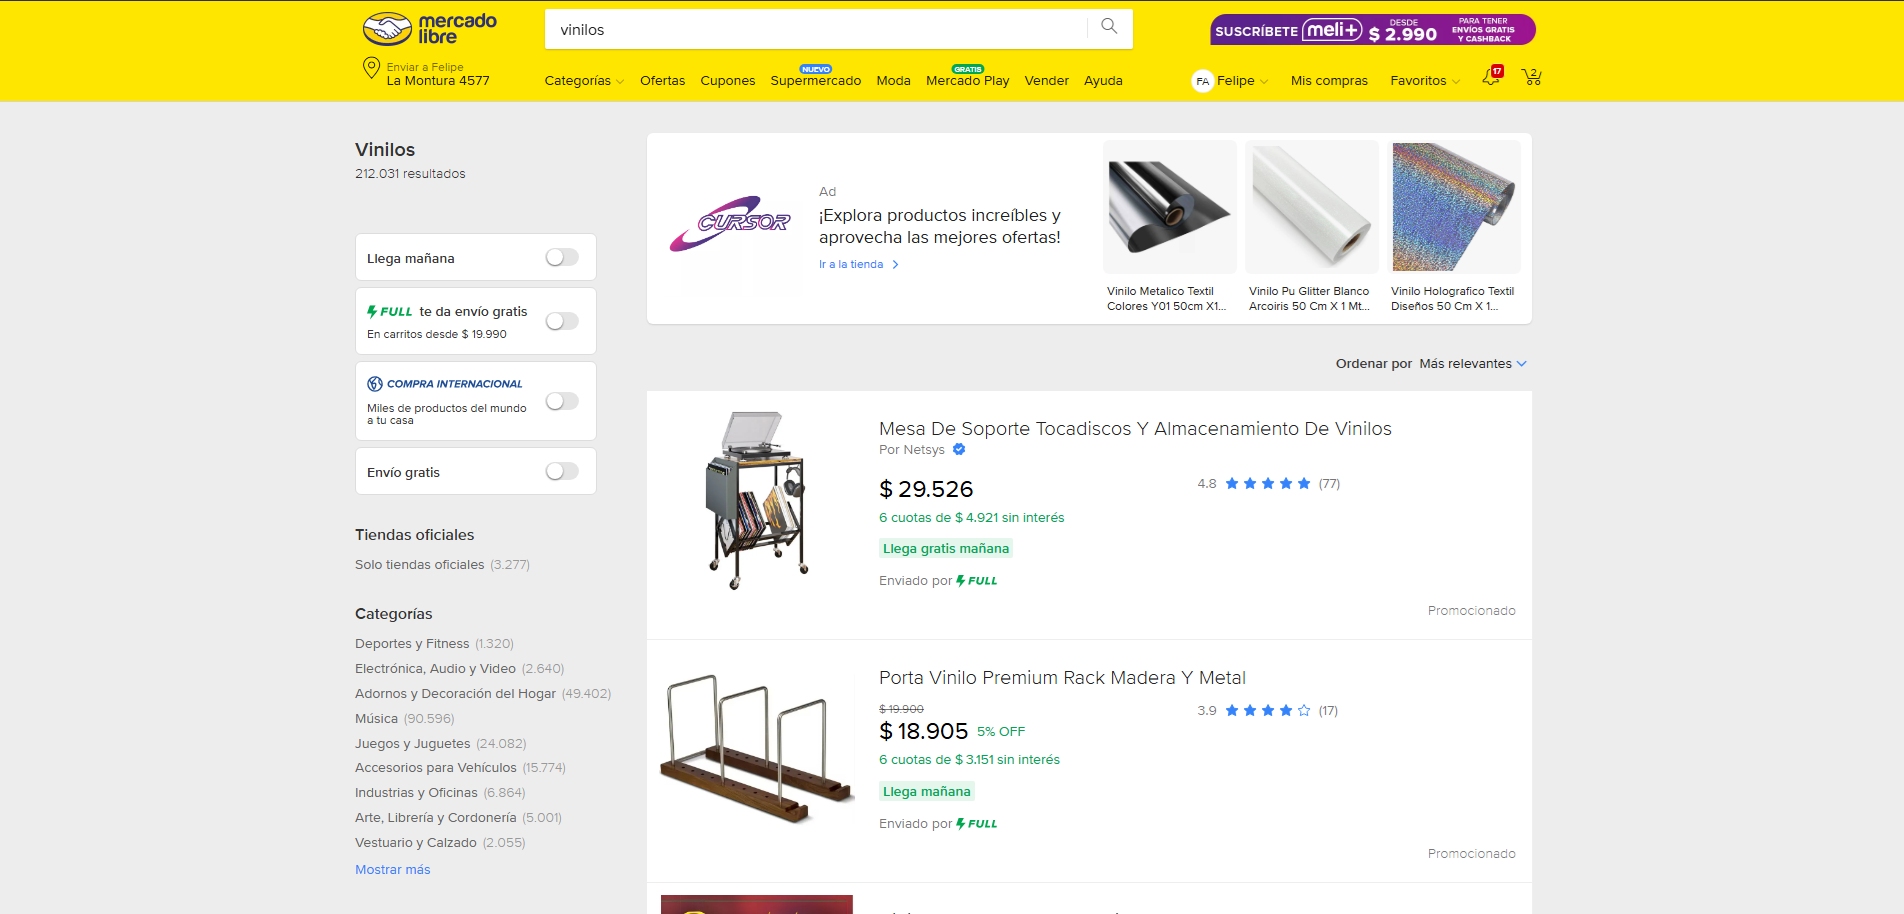 mercado
libre
vinilos
SUSCRÍBETE meli+ DESDE $ 2.990 PARA TENER ENVÍOS GRATIS Y CASHBACK
Enviar a Felipe
La Montura 4577
Categorías
Ofertas
Cupones
NUEVO
Supermercado
Moda
GRATIS
Mercado Play
Vender
Ayuda
FA Felipe
Mis compras
Favoritos
17
2
Vinilos
212.031 resultados
Llega mañana
FULL te da envío gratis
En carritos desde $ 19.990
COMPRA INTERNACIONAL
Miles de productos del mundo
a tu casa
Envío gratis
Tiendas oficiales
Solo tiendas oficiales (3.277)
Categorías
Deportes y Fitness (1.320)
Electrónica, Audio y Video (2.640)
Adornos y Decoración del Hogar (49.402)
Música (90.596)
Juegos y Juguetes (24.082)
Accesorios para Vehículos (15.774)
Industrias y Oficinas (6.864)
Arte, Librería y Cordonería (5.001)
Vestuario y Calzado (2.055)
Mostrar más
CURSOR
Ad
¡Explora productos increíbles y
aprovecha las mejores ofertas!
Ir a la tienda
Vinilo Metalico Textil
Colores Y01 50cm X1...
Vinilo Pu Glitter Blanco
Arcoiris 50 Cm X 1 Mt...
Vinilo Holografico Textil
Diseños 50 Cm X 1...
Ordenar por Más relevantes
Mesa De Soporte Tocadiscos Y Almacenamiento De Vinilos
Por Netsys
$ 29.526
4.8 (77)
6 cuotas de $ 4.921 sin interés
Llega gratis mañana
Enviado por FULL
Promocionado
Porta Vinilo Premium Rack Madera Y Metal
$ 19.900
3.9 (17)
$ 18.905 5% OFF
6 cuotas de $ 3.151 sin interés
Llega mañana
Enviado por FULL
Promocionado